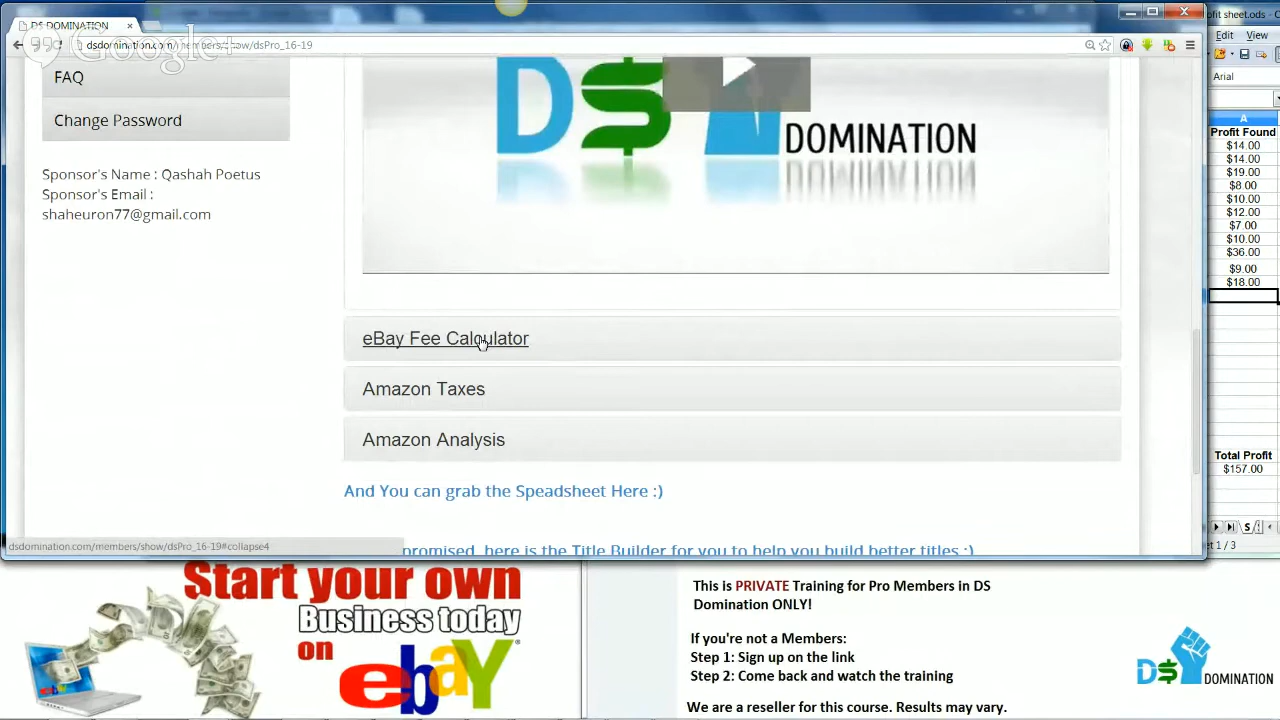 DS DOMINATION
fit sheet.ods -
Google+
dsdomination.com/members/show/dsPro_16-19
Edit View
FAQ
Arial
Change Password
D$ DOMINATION
A
Profit Found
$14.00
$14.00
$19.00
$8.00
$10.00
$12.00
$7.00
$10.00
$36.00
$9.00
$18.00
Sponsor's Name : Qashah Poetus
Sponsor's Email :
shaheuron77@gmail.com
eBay Fee Calculator
Amazon Taxes
Amazon Analysis
Total Profit
$157.00
And You can grab the Speadsheet Here :)
promised, here is the Title Builder for you to help you build better titles :)
dsdomination.com/members/show/dsPro_16-19#collapse4
et 1 / 3
Start your own
Business today
on
ebay
This is PRIVATE Training for Pro Members in DS
Domination ONLY!
If you're not a Members:
Step 1: Sign up on the link
Step 2: Come back and watch the training
We are a reseller for this course. Results may vary.
D$ DOMINATION